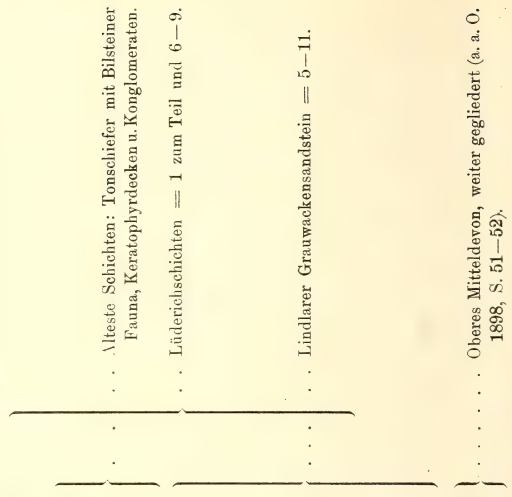 . . . Älteste Schichten: Tonschiefer mit Bilsteiner
Fauna, Keratophyrdecken u. Konglomeraten.
. . Lüderichschichten = 1 zum Teil und 6—9.
. . . . Lindlarer Grauwackensandstein = 5—11.
. . . . . . Oberes Mitteldevon, weiter gegliedert (a. a. O.
1898, S. 51—52).